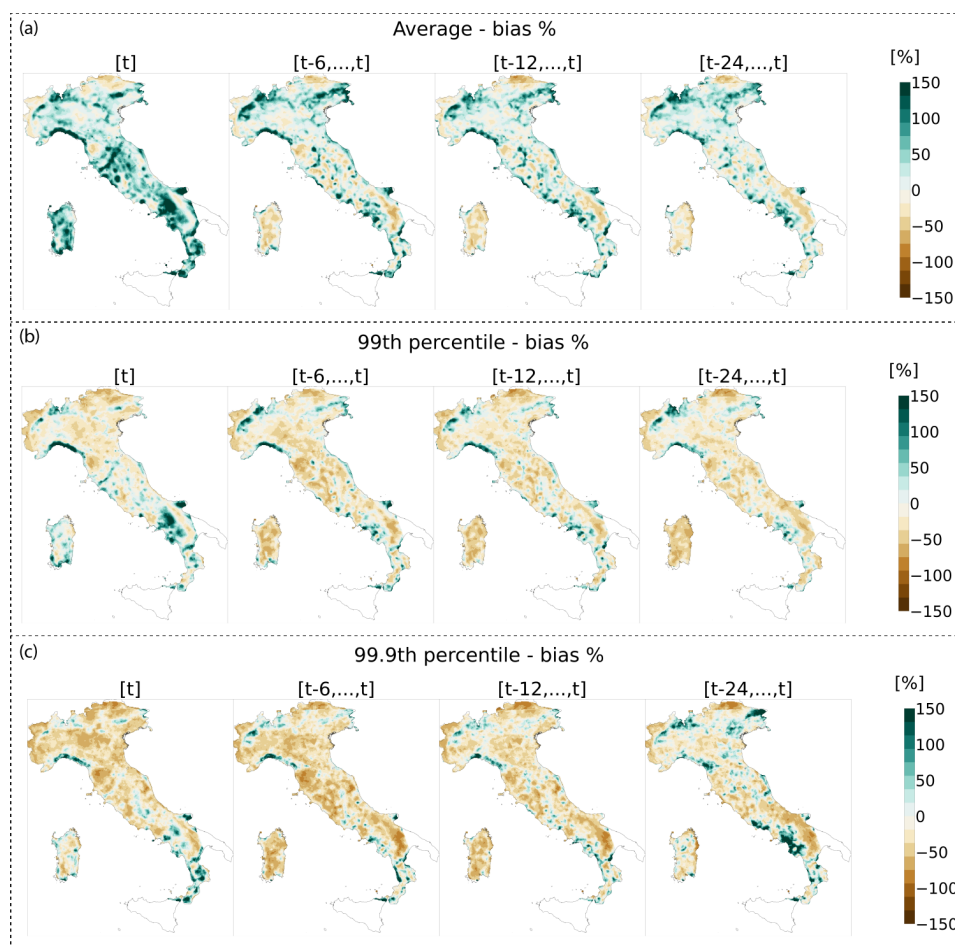 (a)
Average - bias %
[t] [t-6,...,t] [t-12,...,t] [t-24,...,t] [%]
150
100
50
0
−50
−100
−150
(b)
99th percentile - bias %
[t] [t-6,...,t] [t-12,...,t] [t-24,...,t] [%]
150
100
50
0
−50
−100
−150
(c)
99.9th percentile - bias %
[t] [t-6,...,t] [t-12,...,t] [t-24,...,t] [%]
150
100
50
0
−50
−100
−150